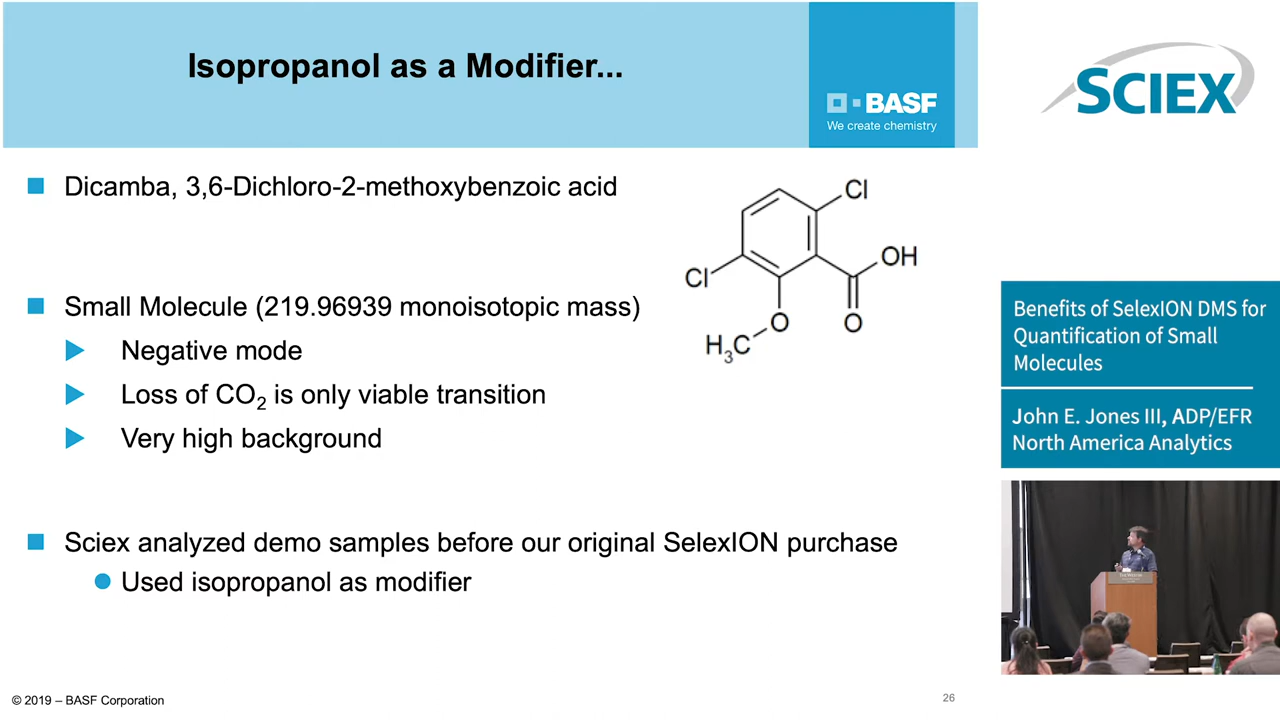 Isopropanol as a Modifier...
BASF
We create chemistry
SCIEX
Dicamba, 3,6-Dichloro-2-methoxybenzoic acid
Cl
Cl
OH
O
O
H3C
Small Molecule (219.96939 monoisotopic mass)
Negative mode
Loss of CO2 is only viable transition
Very high background
Sciex analyzed demo samples before our original SelexION purchase
Used isopropanol as modifier
Benefits of SelexION DMS for
Quantification of Small
Molecules
John E. Jones III, ADP/EFR
North America Analytics
© 2019 – BASF Corporation
26